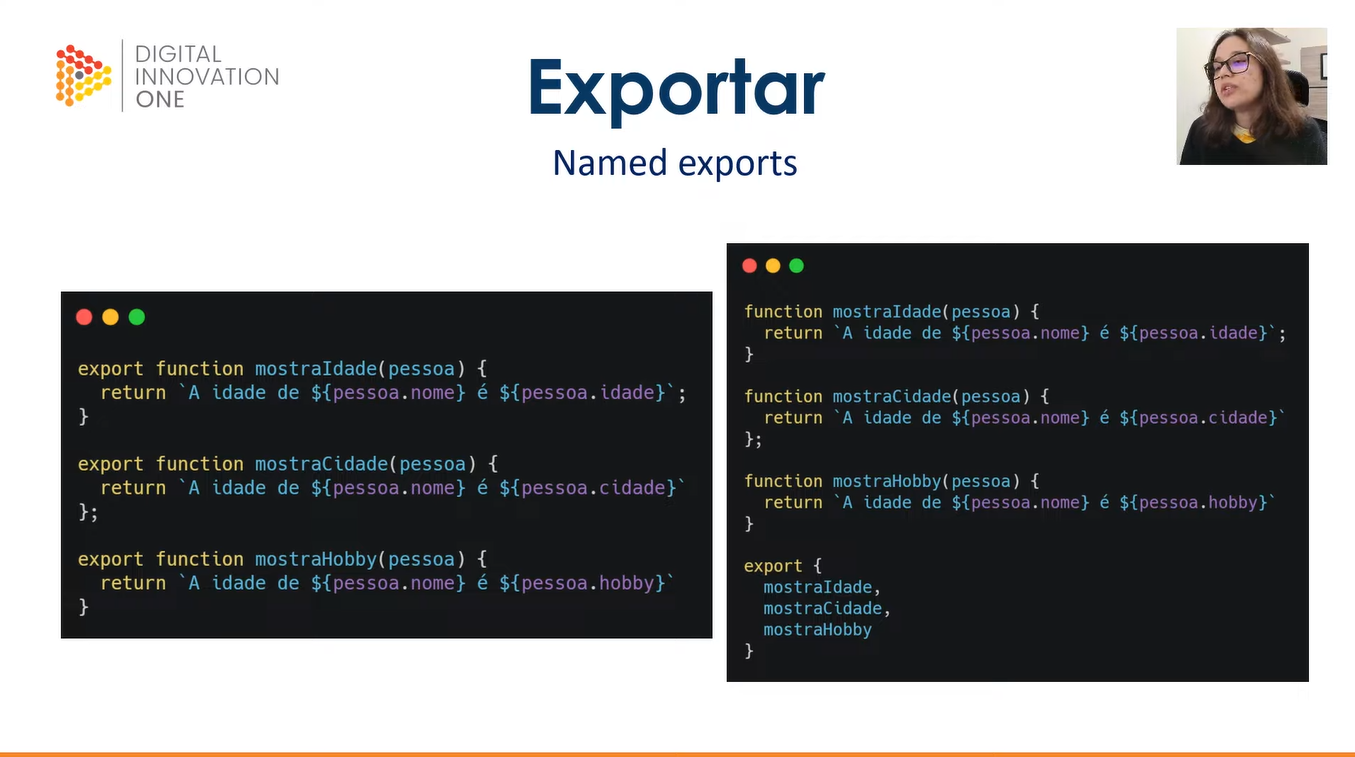 DIGITAL
INNOVATION
ONE
Exportar
Named exports
export function mostraIdade(pessoa) {
  return `A idade de ${pessoa.nome} é ${pessoa.idade}`;
}
export function mostraCidade(pessoa) {
  return `A idade de ${pessoa.nome} é ${pessoa.cidade}`
};
export function mostraHobby(pessoa) {
  return `A idade de ${pessoa.nome} é ${pessoa.hobby}`
}
function mostraIdade(pessoa) {
  return `A idade de ${pessoa.nome} é ${pessoa.idade}`;
}
function mostraCidade(pessoa) {
  return `A idade de ${pessoa.nome} é ${pessoa.cidade}`
};
function mostraHobby(pessoa) {
  return `A idade de ${pessoa.nome} é ${pessoa.hobby}`
}
export {
  mostraIdade,
  mostraCidade,
  mostraHobby
}